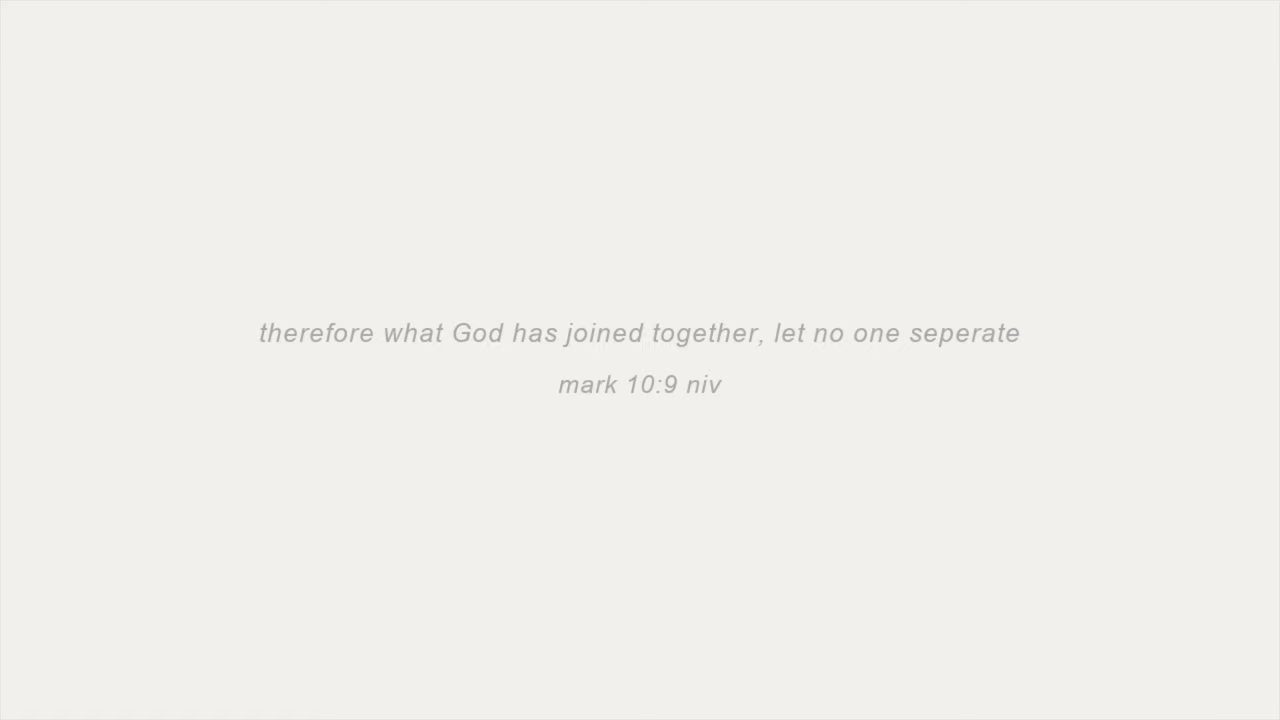 therefore what God has joined together, let no one seperate
mark 10:9 niv